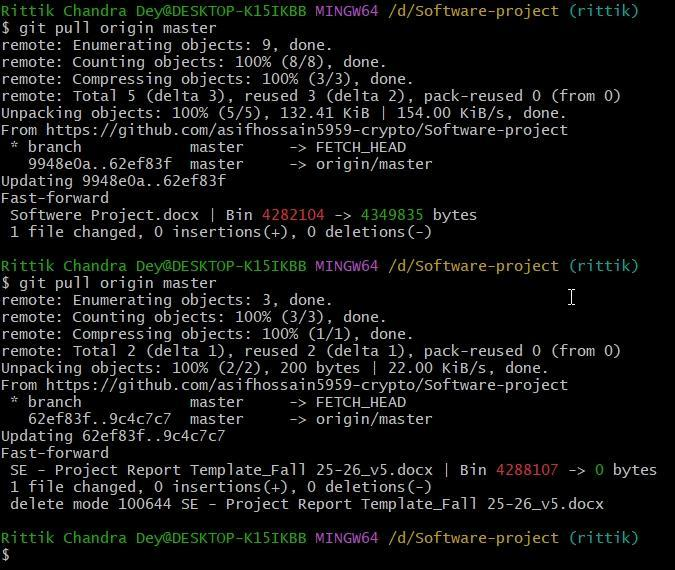 Rittik Chandra Dey@DESKTOP-K15IKBB MINGW64 /d/Software-project (rittik)
$ git pull origin master
remote: Enumerating objects: 9, done.
remote: Counting objects: 100% (8/8), done.
remote: Compressing objects: 100% (3/3), done.
remote: Total 5 (delta 3), reused 3 (delta 2), pack-reused 0 (from 0)
Unpacking objects: 100% (5/5), 132.41 KiB | 154.00 KiB/s, done.
From https://github.com/asifhossain5959-crypto/Software-project
 * branch            master     -> FETCH_HEAD
   9948e0a..62ef83f  master     -> origin/master
Updating 9948e0a..62ef83f
Fast-forward
 Softwere Project.docx | Bin 4282104 -> 4349835 bytes
 1 file changed, 0 insertions(+), 0 deletions(-)

Rittik Chandra Dey@DESKTOP-K15IKBB MINGW64 /d/Software-project (rittik)
$ git pull origin master
remote: Enumerating objects: 3, done.
remote: Counting objects: 100% (3/3), done.
remote: Compressing objects: 100% (1/1), done.
remote: Total 2 (delta 1), reused 2 (delta 1), pack-reused 0 (from 0)
Unpacking objects: 100% (2/2), 200 bytes | 22.00 KiB/s, done.
From https://github.com/asifhossain5959-crypto/Software-project
 * branch            master     -> FETCH_HEAD
   62ef83f..9c4c7c7  master     -> origin/master
Updating 62ef83f..9c4c7c7
Fast-forward
 SE - Project Report Template_Fall 25-26_v5.docx | Bin 4288107 -> 0 bytes
 1 file changed, 0 insertions(+), 0 deletions(-)
 delete mode 100644 SE - Project Report Template_Fall 25-26_v5.docx

Rittik Chandra Dey@DESKTOP-K15IKBB MINGW64 /d/Software-project (rittik)
$